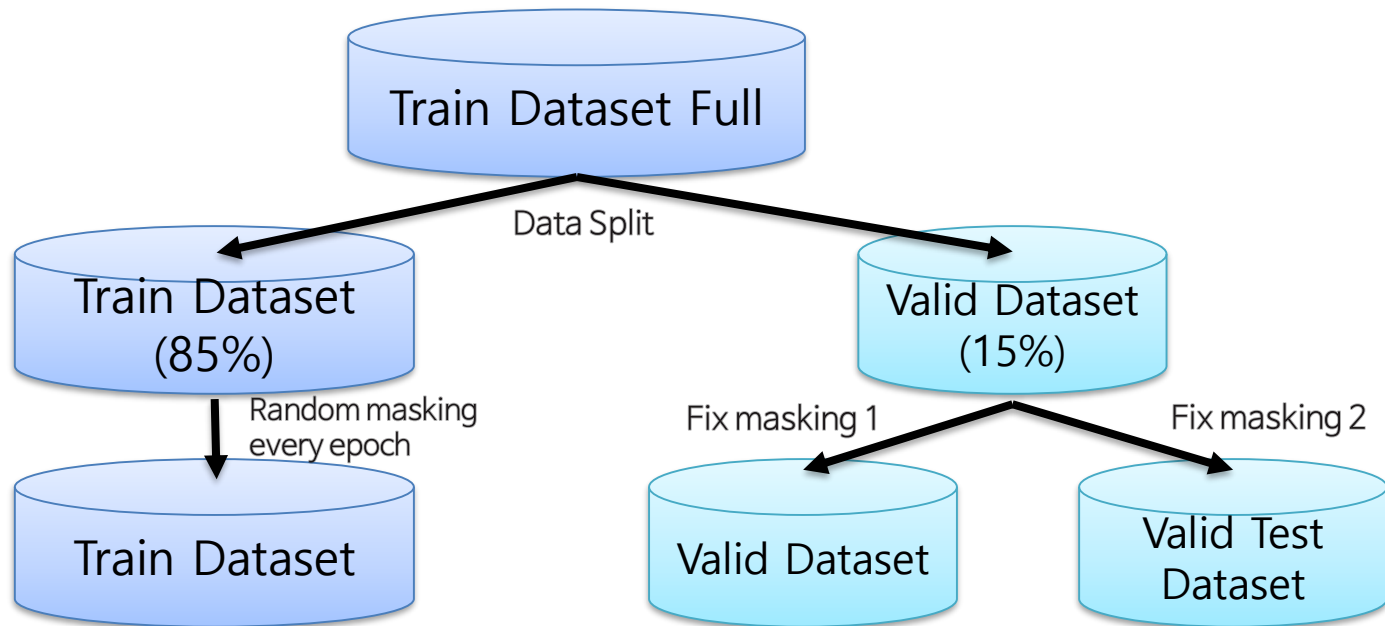 Train Dataset Full
Data Split
Train Dataset
(85%)
Valid Dataset
(15%)
Random masking
every epoch
Fix masking 1
Fix masking 2
Train Dataset
Valid Dataset
Valid Test
Dataset